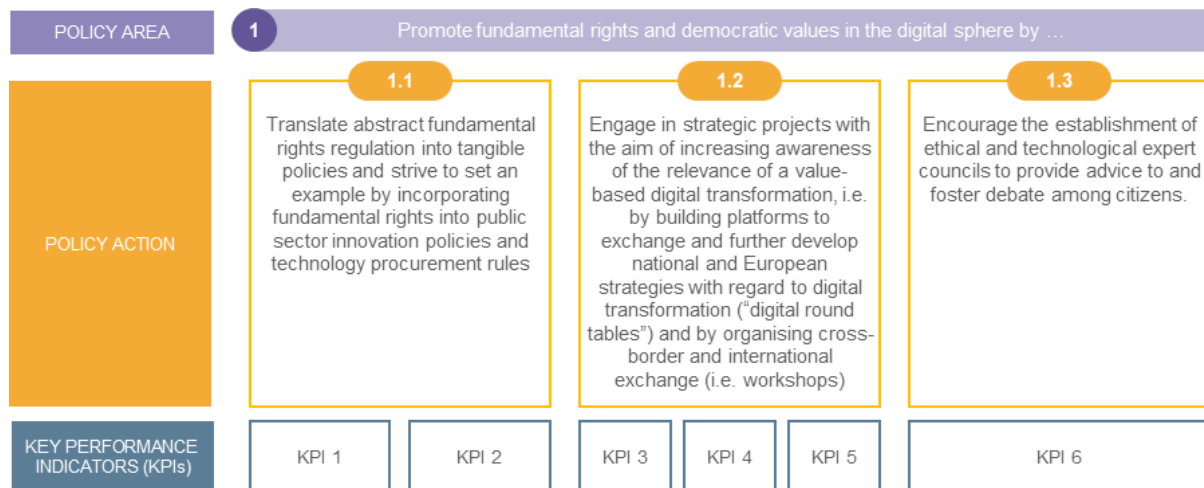 POLICY AREA
1
Promote fundamental rights and democratic values in the digital sphere by ...
POLICY ACTION
1.1
Translate abstract fundamental
rights regulation into tangible
policies and strive to set an
example by incorporating
fundamental rights into public
sector innovation policies and
technology procurement rules
1.2
Engage in strategic projects with
the aim of increasing awareness
of the relevance of a value-
based digital transformation, i.e.
by building platforms to
exchange and further develop
national and European
strategies with regard to digital
transformation (“digital round
tables”) and by organising cross-
border and international
exchange (i.e. workshops)
1.3
Encourage the establishment of
ethical and technological expert
councils to provide advice to and
foster debate among citizens.
KEY PERFORMANCE
INDICATORS (KPIs)
KPI 1
KPI 2
KPI 3
KPI 4
KPI 5
KPI 6